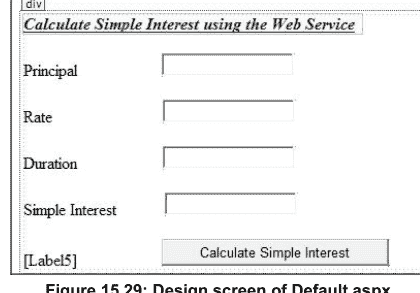 div
Calculate Simple Interest using the Web Service
Principal
Rate
Duration
Simple Interest
[Label5] Calculate Simple Interest
Figure 15.29: Design screen of Default.aspx